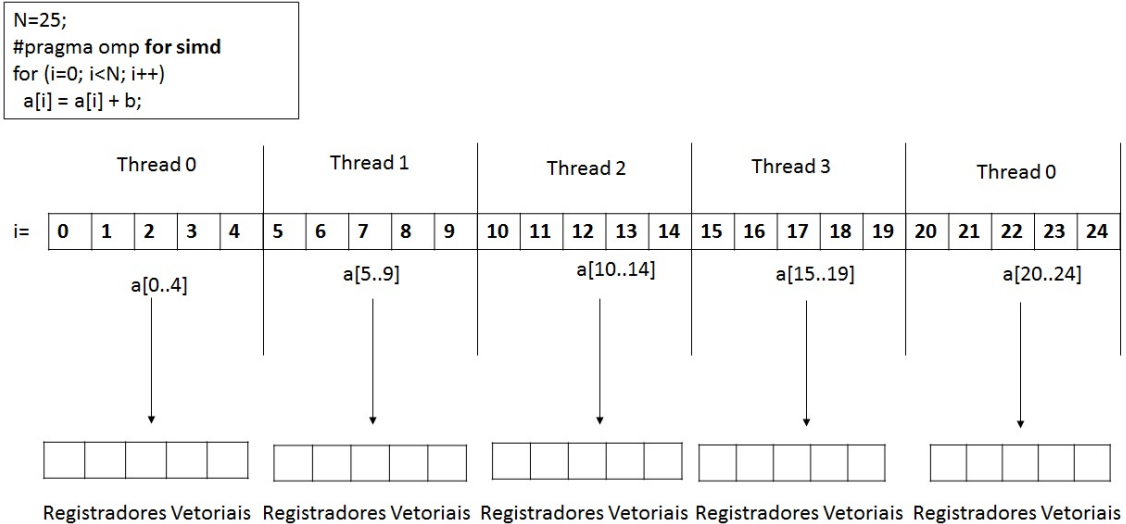 N=25;
#pragma omp for simd
for (i=0; i<N; i++)
a[i] = a[i] + b;
Thread 0 Thread 1 Thread 2 Thread 3 Thread 0
i= 0 1 2 3 4 5 6 7 8 9 10 11 12 13 14 15 16 17 18 19 20 21 22 23 24
a[0..4] a[5..9] a[10..14] a[15..19] a[20..24]
Registradores Vetoriais Registradores Vetoriais Registradores Vetoriais Registradores Vetoriais Registradores Vetoriais